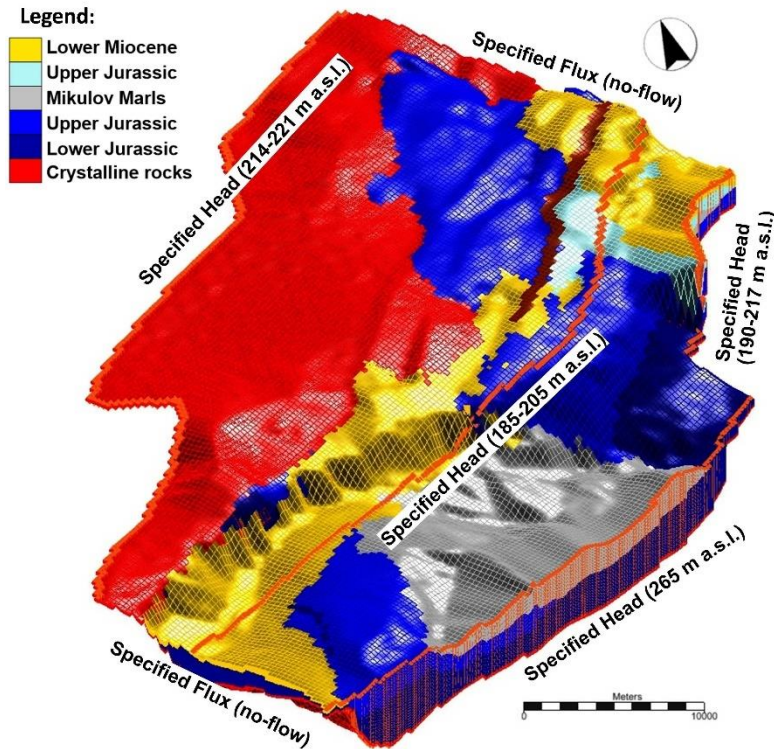 Legend:
Lower Miocene
Upper Jurassic
Mikulov Marls
Upper Jurassic
Lower Jurassic
Crystalline rocks
Specified Flux (no-flow)
Specified Head (214-221 m a.s.l.)
Specified Head
(190-217 m a.s.l.)
Specified Head (185-205 m a.s.l.)
Specified Head (265 m a.s.l.)
Specified Flux (no-flow)
Meters
0 10000